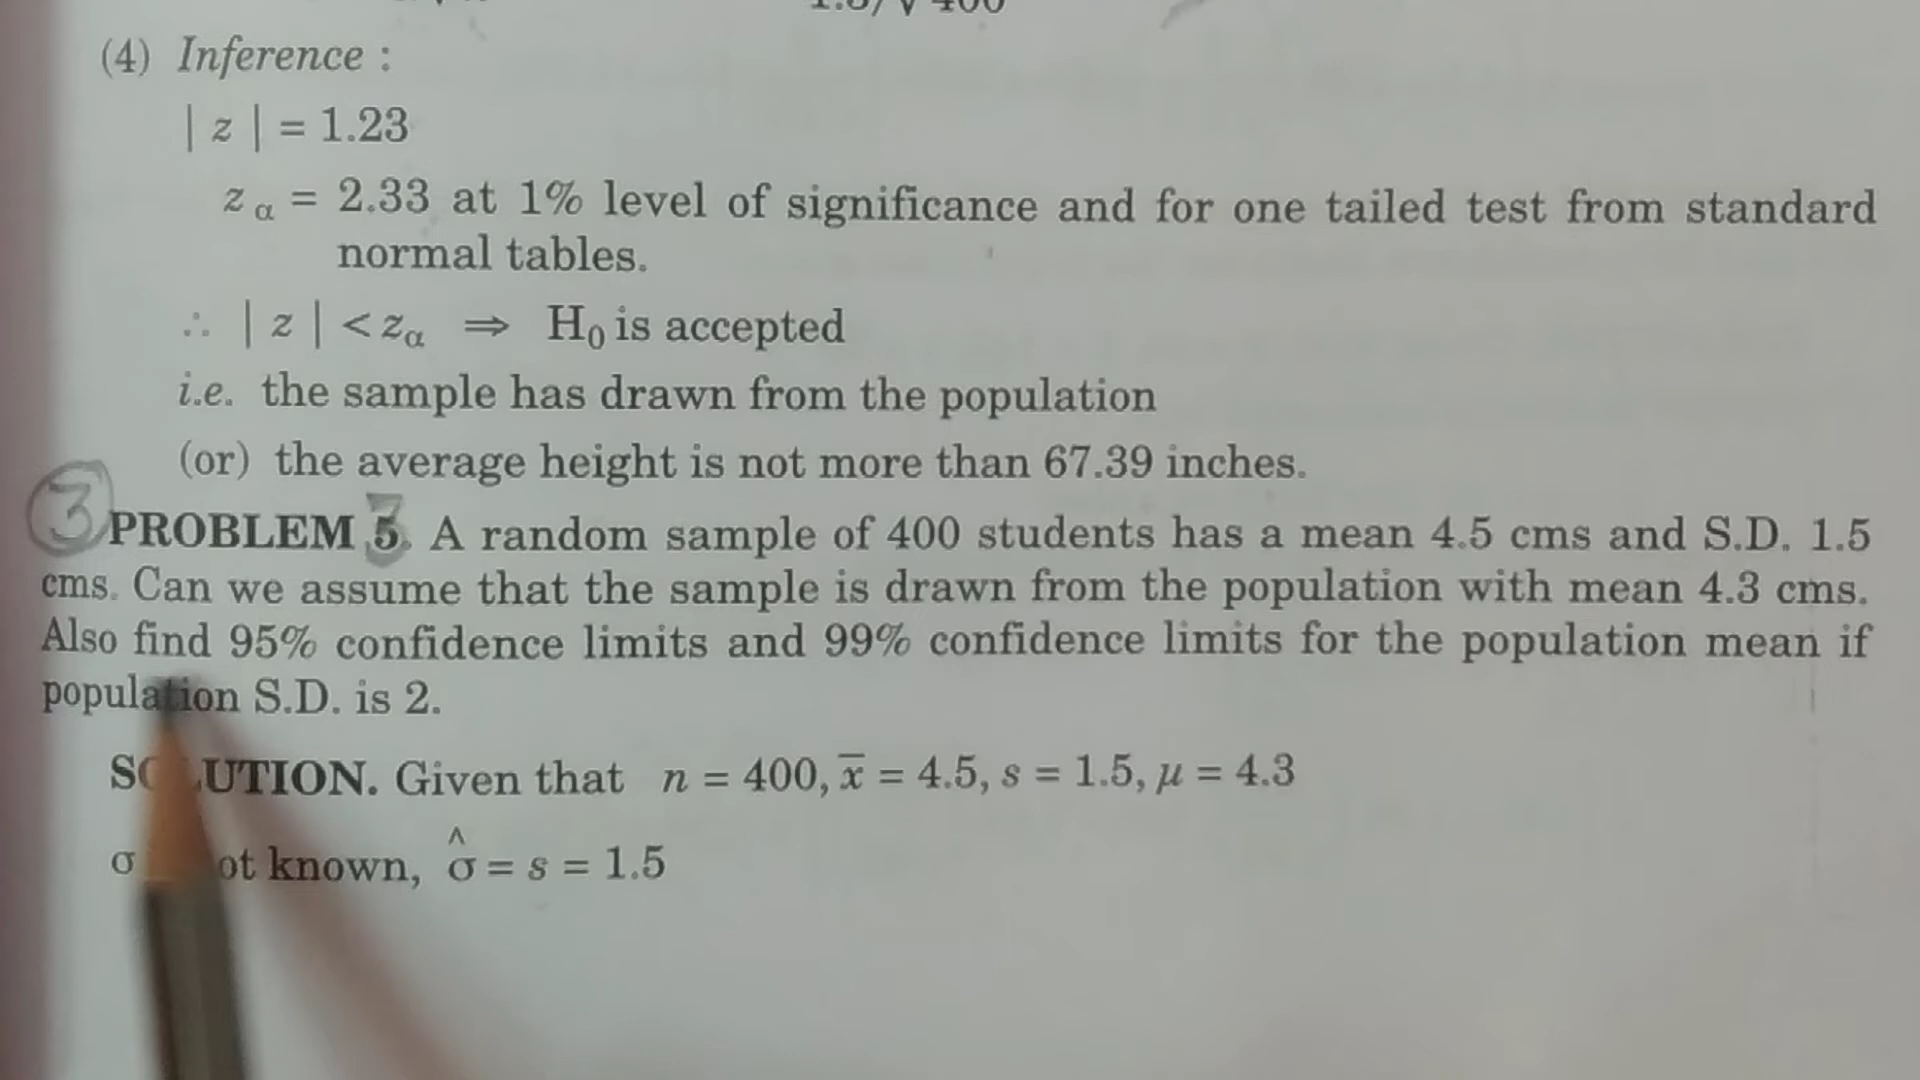 (4) Inference :
| z | = 1.23
z α = 2.33 at 1% level of significance and for one tailed test from standard
normal tables.
∴ | z | < zα ⇒ H0 is accepted
i.e. the sample has drawn from the population
(or) the average height is not more than 67.39 inches.
3 PROBLEM 5. A random sample of 400 students has a mean 4.5 cms and S.D. 1.5
cms. Can we assume that the sample is drawn from the population with mean 4.3 cms.
Also find 95% confidence limits and 99% confidence limits for the population mean if
population S.D. is 2.
SOLUTION. Given that n = 400, x̄ = 4.5, s = 1.5, μ = 4.3
σ known, σ̂ = s = 1.5